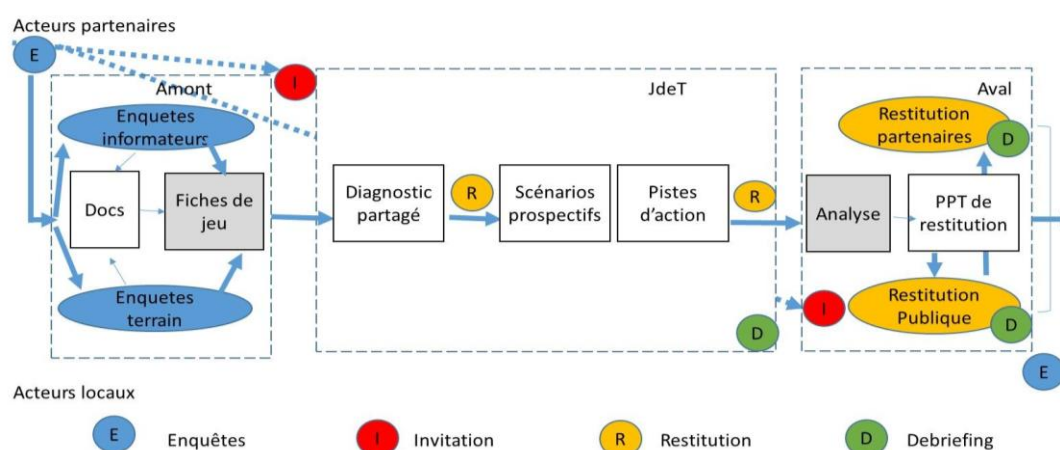 Acteurs partenaires
E
I
Amont
JdeT
Aval
Enquetes
informateurs
Restitution
partenaires
D
Docs
Fiches de
jeu
Diagnostic
partagé
R
Scénarios
prospectifs
Pistes
d'action
R
Analyse
PPT de
restitution
Enquetes
terrain
D
I
Restitution
Publique
D
E
Acteurs locaux
E Enquêtes
I Invitation
R Restitution
D Debriefing